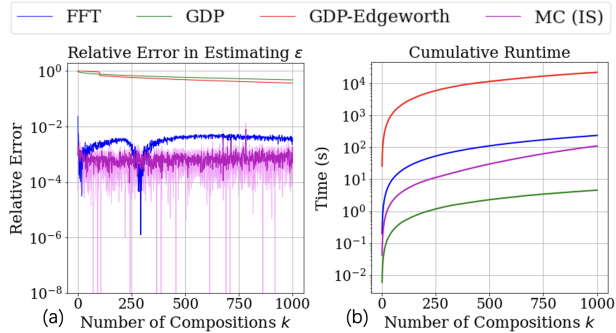 FFT GDP GDP-Edgeworth MC (IS)
Relative Error in Estimating ε Cumulative Runtime
Relative Error
10⁰
10⁻²
10⁻⁴
10⁻⁶
10⁻⁸
0 250 500 750 1000
(a) Number of Compositions k
Time (s)
10⁴
10³
10²
10¹
10⁰
10⁻¹
10⁻²
0 250 500 750 1000
(b) Number of Compositions k